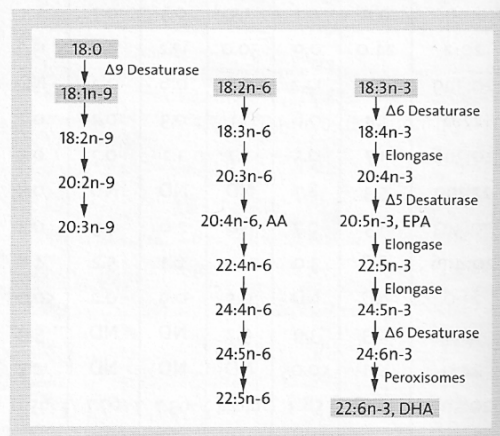 18:0
Δ9 Desaturase
18:1n-9 18:2n-6 18:3n-3
Δ6 Desaturase
18:2n-9 18:3n-6 18:4n-3
Elongase
20:2n-9 20:3n-6 20:4n-3
Δ5 Desaturase
20:3n-9 20:4n-6, AA 20:5n-3, EPA
Elongase
22:4n-6 22:5n-3
Elongase
24:4n-6 24:5n-3
Δ6 Desaturase
24:5n-6 24:6n-3
Peroxisomes
22:5n-6 22:6n-3, DHA